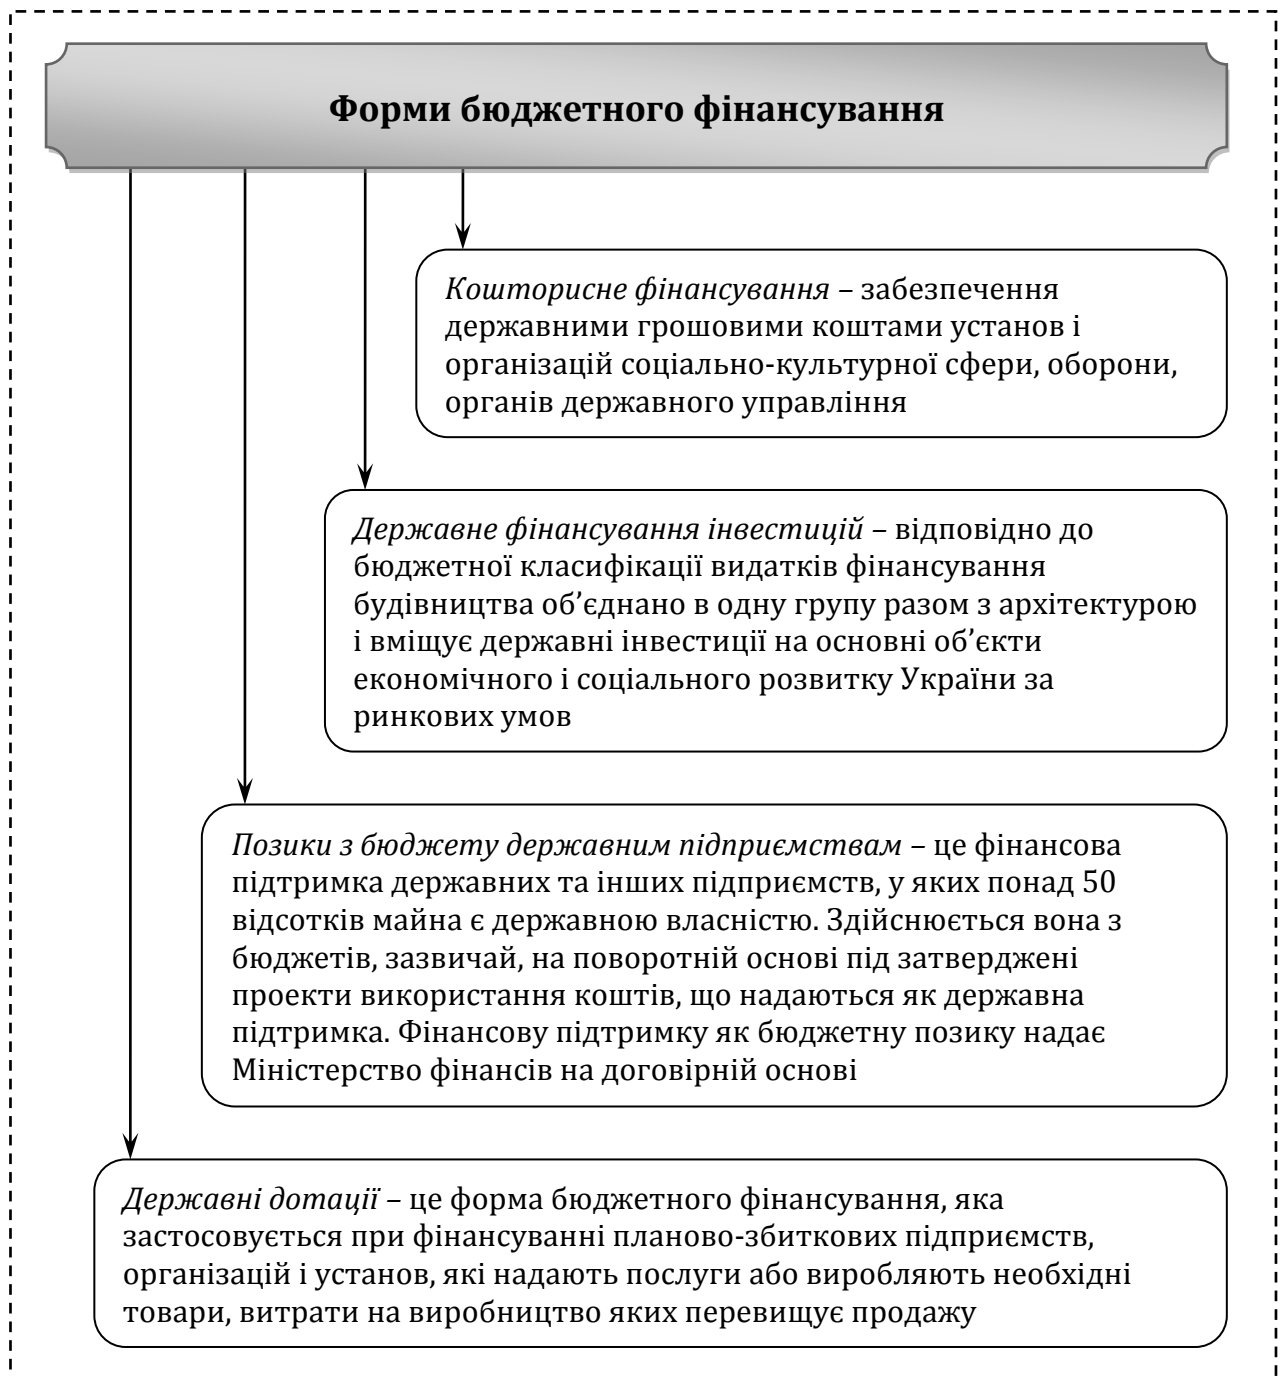 Форми бюджетного фінансування
Кошторисне фінансування – забезпечення
державними грошовими коштами установ і
організацій соціально-культурної сфери, оборони,
органів державного управління
Державне фінансування інвестицій – відповідно до
бюджетної класифікації видатків фінансування
будівництва об’єднано в одну групу разом з архітектурою
і вміщує державні інвестиції на основні об’єкти
економічного і соціального розвитку України за
ринкових умов
Позики з бюджету державним підприємствам – це фінансова
підтримка державних та інших підприємств, у яких понад 50
відсотків майна є державною власністю. Здійснюється вона з
бюджетів, зазвичай, на поворотній основі під затверджені
проекти використання коштів, що надаються як державна
підтримка. Фінансову підтримку як бюджетну позику надає
Міністерство фінансів на договірній основі
Державні дотації – це форма бюджетного фінансування, яка
застосовується при фінансуванні планово-збиткових підприємств,
організацій і установ, які надають послуги або виробляють необхідні
товари, витрати на виробництво яких перевищує продажу